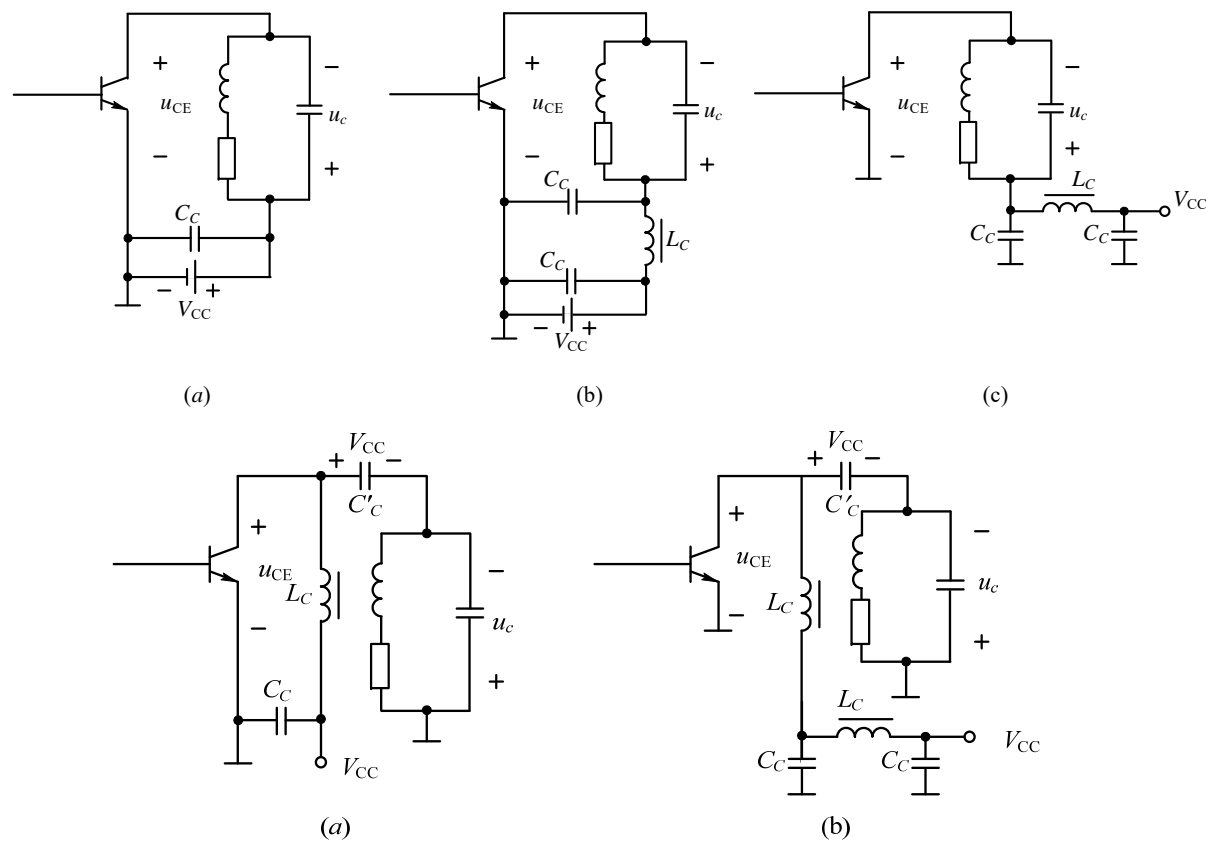 + −
u_CE u_c
− +
C_C
− V_CC +
(a)
+ −
u_CE u_c
− +
C_C
L_C
C_C
− V_CC +
(b)
+ −
u_CE u_c
− +
L_C
V_CC
C_C C_C
(c)
V_CC
+ −
C′_C
+
u_CE −
L_C
u_c
−
+
C_C
V_CC
(a)
V_CC
+ −
C′_C
+ −
u_CE
L_C u_c
− +
L_C
V_CC
C_C C_C
(b)